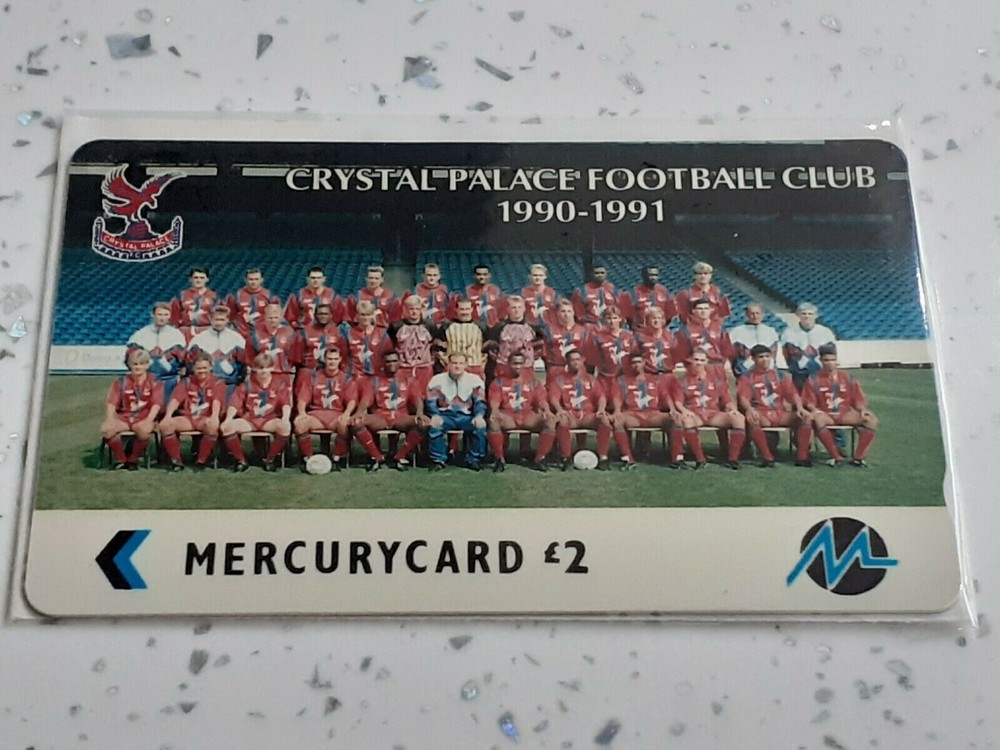 CRYSTAL PALACE FOOTBALL CLUB
1990-1991
CRYSTAL PALACE
F.C.
MERCURYCARD £2